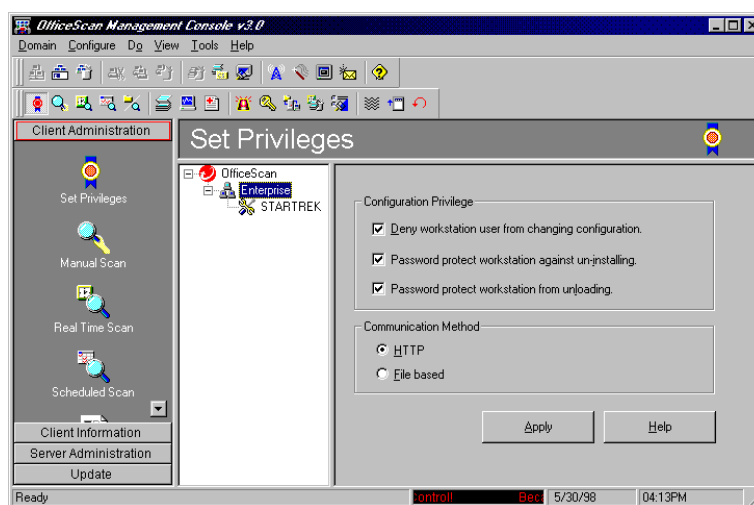 OfficeScan Management Console v3.0
Domain Configure Do View Tools Help
Client Administration
Set Privileges
Manual Scan
Real Time Scan
Scheduled Scan
Client Information
Server Administration
Update
Set Privileges
OfficeScan
Enterprise
STARTREK
Configuration Privilege
Deny workstation user from changing configuration.
Password protect workstation against un-installing.
Password protect workstation from unloading.
Communication Method
HTTP
File based
Apply Help
Ready control! Beca 5/30/98 04:13PM